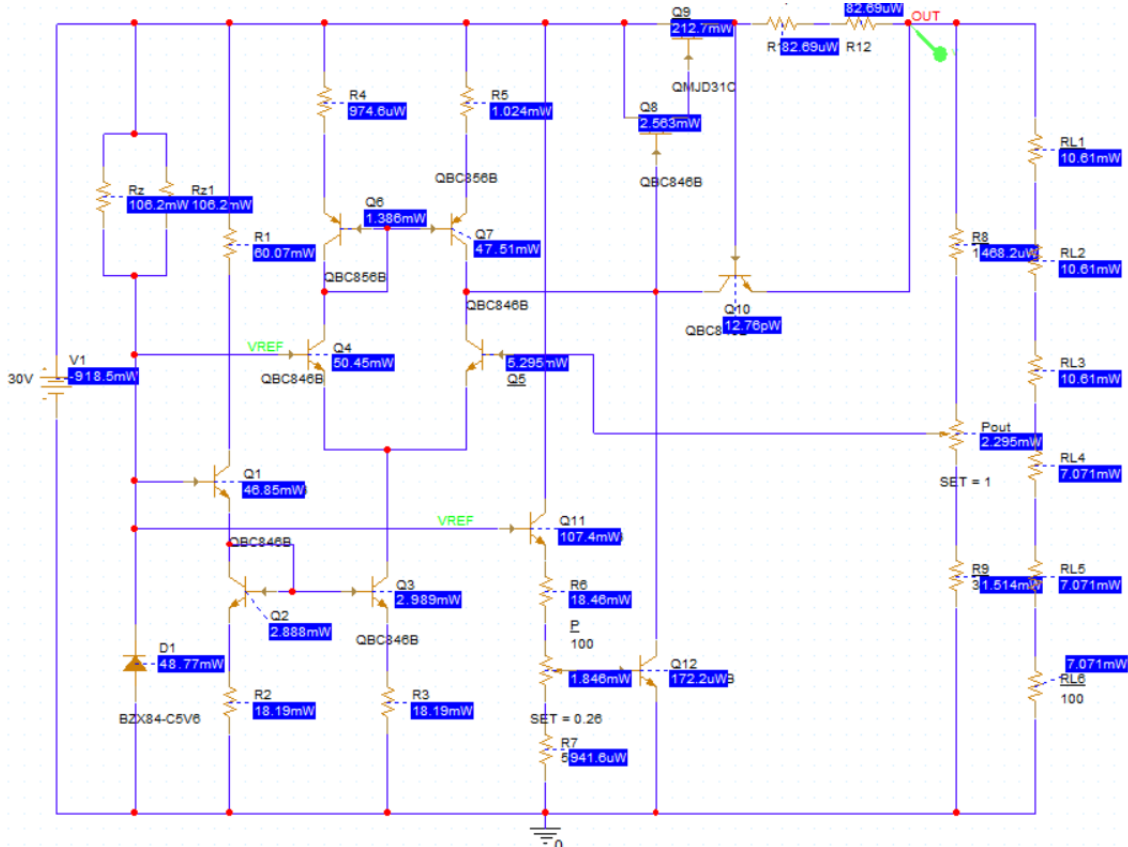 Q9
212.7mW
82.69uW
OUT
82.69uW
R12
QMJD31C
R4
974.6uW
R5
1.024mW
Q8
2.563mW
QBC856B
QBC846B
RL1
10.61mW
Rz
106.2mW
Rz1
106.2mW
Q6
1.386mW
Q7
47.51mW
R1
60.07mW
R8
468.2uW
RL2
10.61mW
QBC856B
QBC846B
Q10
12.76pW
VREF
Q4
50.45mW
QBC846B
5.295mW
Q5
V1
-918.5mW
30V
RL3
10.61mW
Pout
2.295mW
SET = 1
RL4
7.071mW
Q1
46.85mW
QBC846B
VREF
Q11
107.4mW
Q2
2.888mW
Q3
2.989mW
QBC846B
R6
18.46mW
P
100
R9
1.514mW
RL5
7.071mW
D1
48.77mW
BZX84-C5V6
R2
18.19mW
R3
18.19mW
1.846mW
SET = 0.26
Q12
172.2uW
7.071mW
RL6
100
R7
941.6uW
0